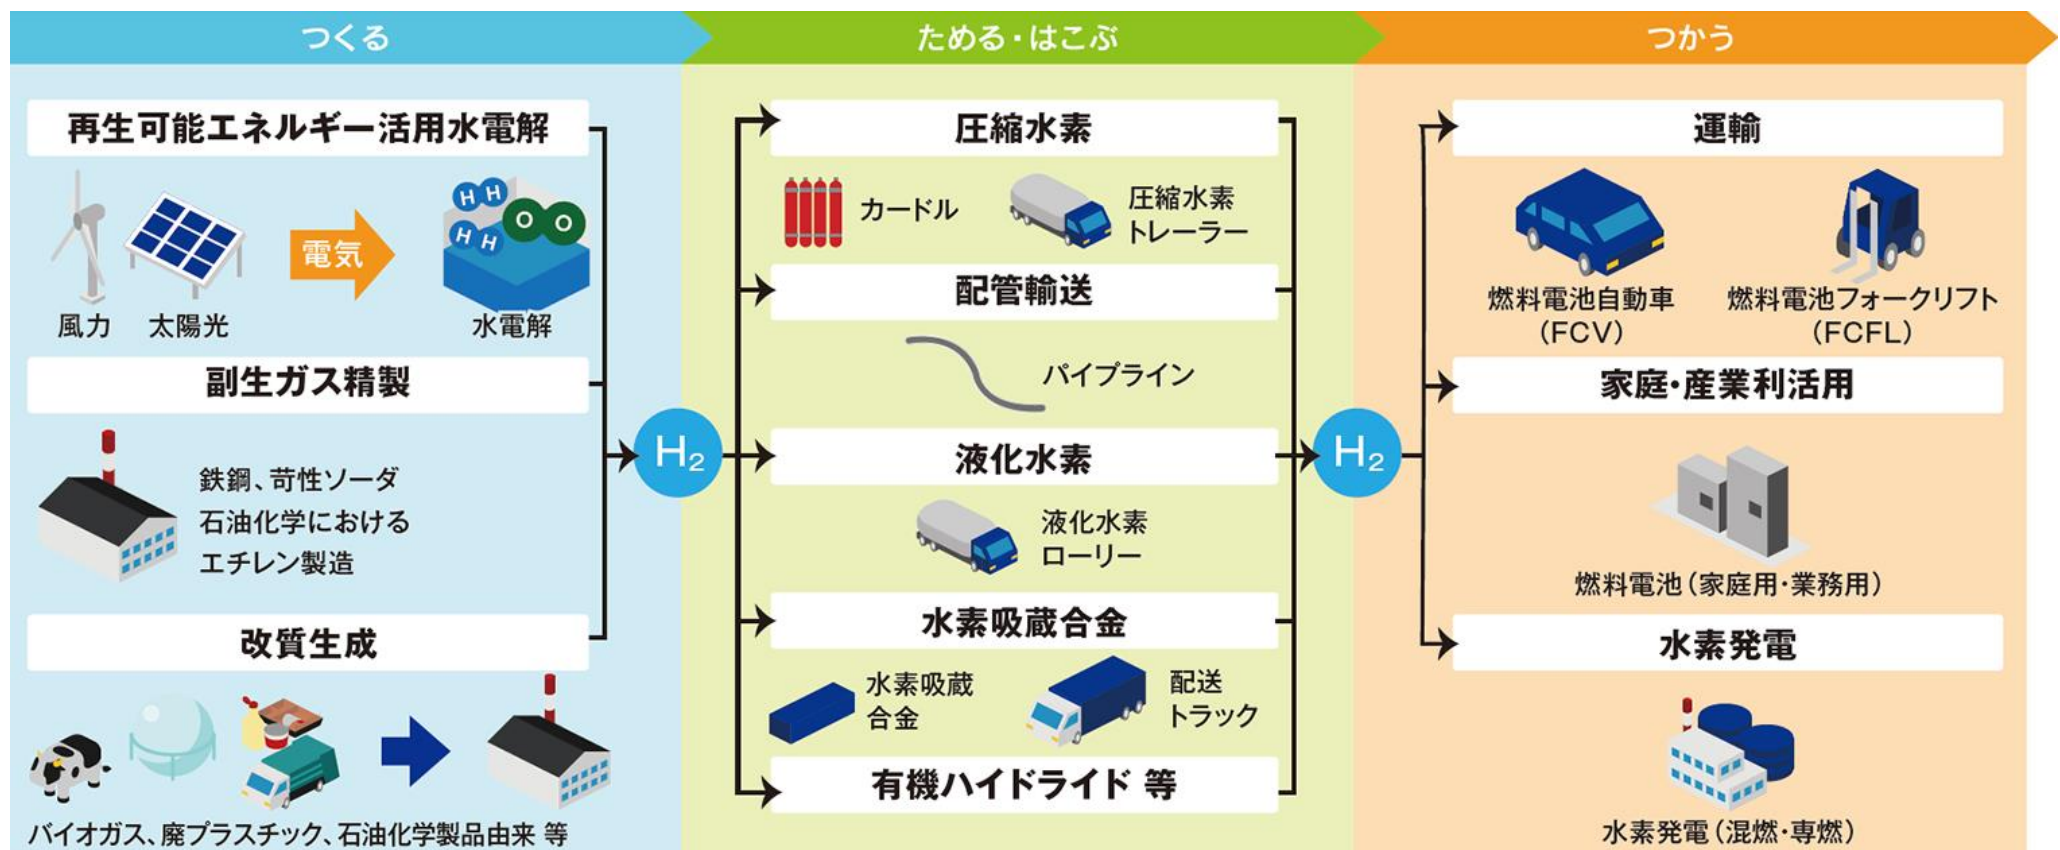 つくる
再生可能エネルギー活用水電解
H H
O O
H H
電気
風力
太陽光
水電解
副生ガス精製
鉄鋼、苛性ソーダ
石油化学における
エチレン製造
改質生成
バイオガス、廃プラスチック、石油化学製品由来 等
H₂
ためる・はこぶ
圧縮水素
カードル
圧縮水素
トレーラー
配管輸送
パイプライン
液化水素
液化水素
ローリー
水素吸蔵合金
水素吸蔵
合金
配送
トラック
有機ハイドライド 等
H₂
つかう
運輸
燃料電池自動車
(FCV)
燃料電池フォークリフト
(FCFL)
家庭・産業利活用
燃料電池(家庭用・業務用)
水素発電
水素発電(混燃・専燃)